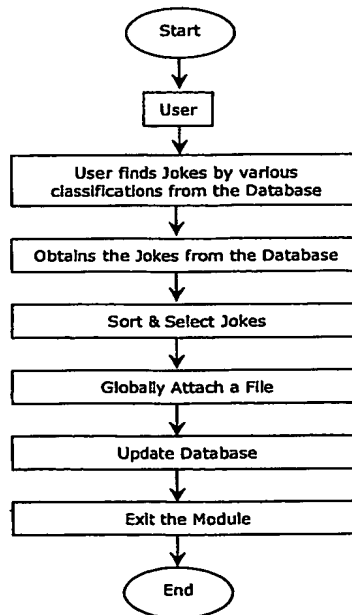 Start
User
User finds Jokes by various
classifications from the Database
Obtains the Jokes from the Database
Sort & Select Jokes
Globally Attach a File
Update Database
Exit the Module
End